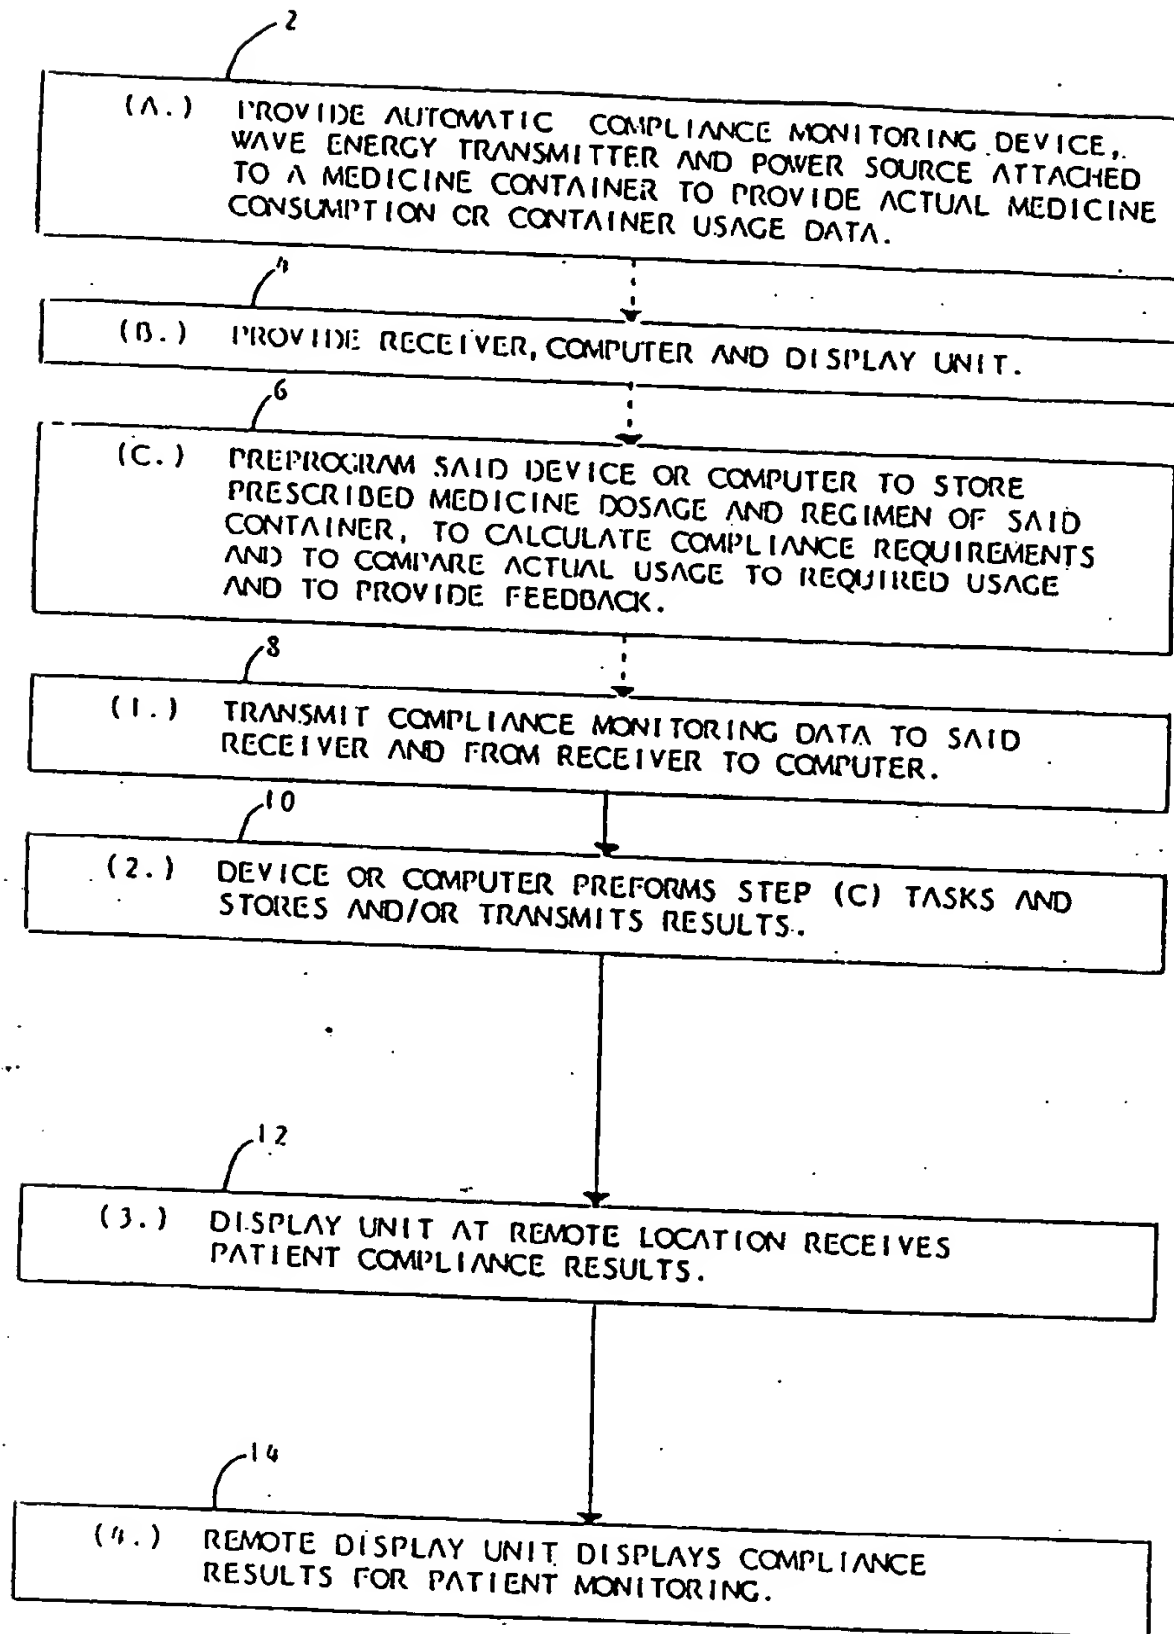 2
(A.) PROVIDE AUTOMATIC COMPLIANCE MONITORING DEVICE,
WAVE ENERGY TRANSMITTER AND POWER SOURCE ATTACHED
TO A MEDICINE CONTAINER TO PROVIDE ACTUAL MEDICINE
CONSUMPTION OR CONTAINER USAGE DATA.
4
(B.) PROVIDE RECEIVER, COMPUTER AND DISPLAY UNIT.
6
(C.) PREPROGRAM SAID DEVICE OR COMPUTER TO STORE
PRESCRIBED MEDICINE DOSAGE AND REGIMEN OF SAID
CONTAINER, TO CALCULATE COMPLIANCE REQUIREMENTS
AND TO COMPARE ACTUAL USAGE TO REQUIRED USAGE
AND TO PROVIDE FEEDBACK.
8
(1.) TRANSMIT COMPLIANCE MONITORING DATA TO SAID
RECEIVER AND FROM RECEIVER TO COMPUTER.
10
(2.) DEVICE OR COMPUTER PREFORMS STEP (C) TASKS AND
STORES AND/OR TRANSMITS RESULTS.
12
(3.) DISPLAY UNIT AT REMOTE LOCATION RECEIVES
PATIENT COMPLIANCE RESULTS.
14
(4.) REMOTE DISPLAY UNIT DISPLAYS COMPLIANCE
RESULTS FOR PATIENT MONITORING.